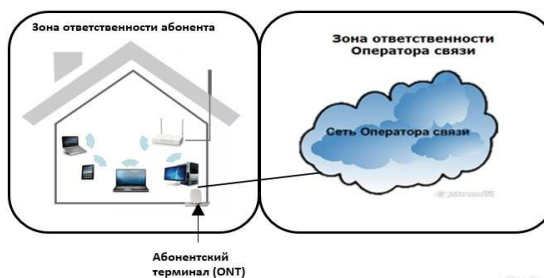 Зона ответственности абонента
Зона ответственности
Оператора связи
Сеть Оператора связи
Абонентский
терминал (ONT)